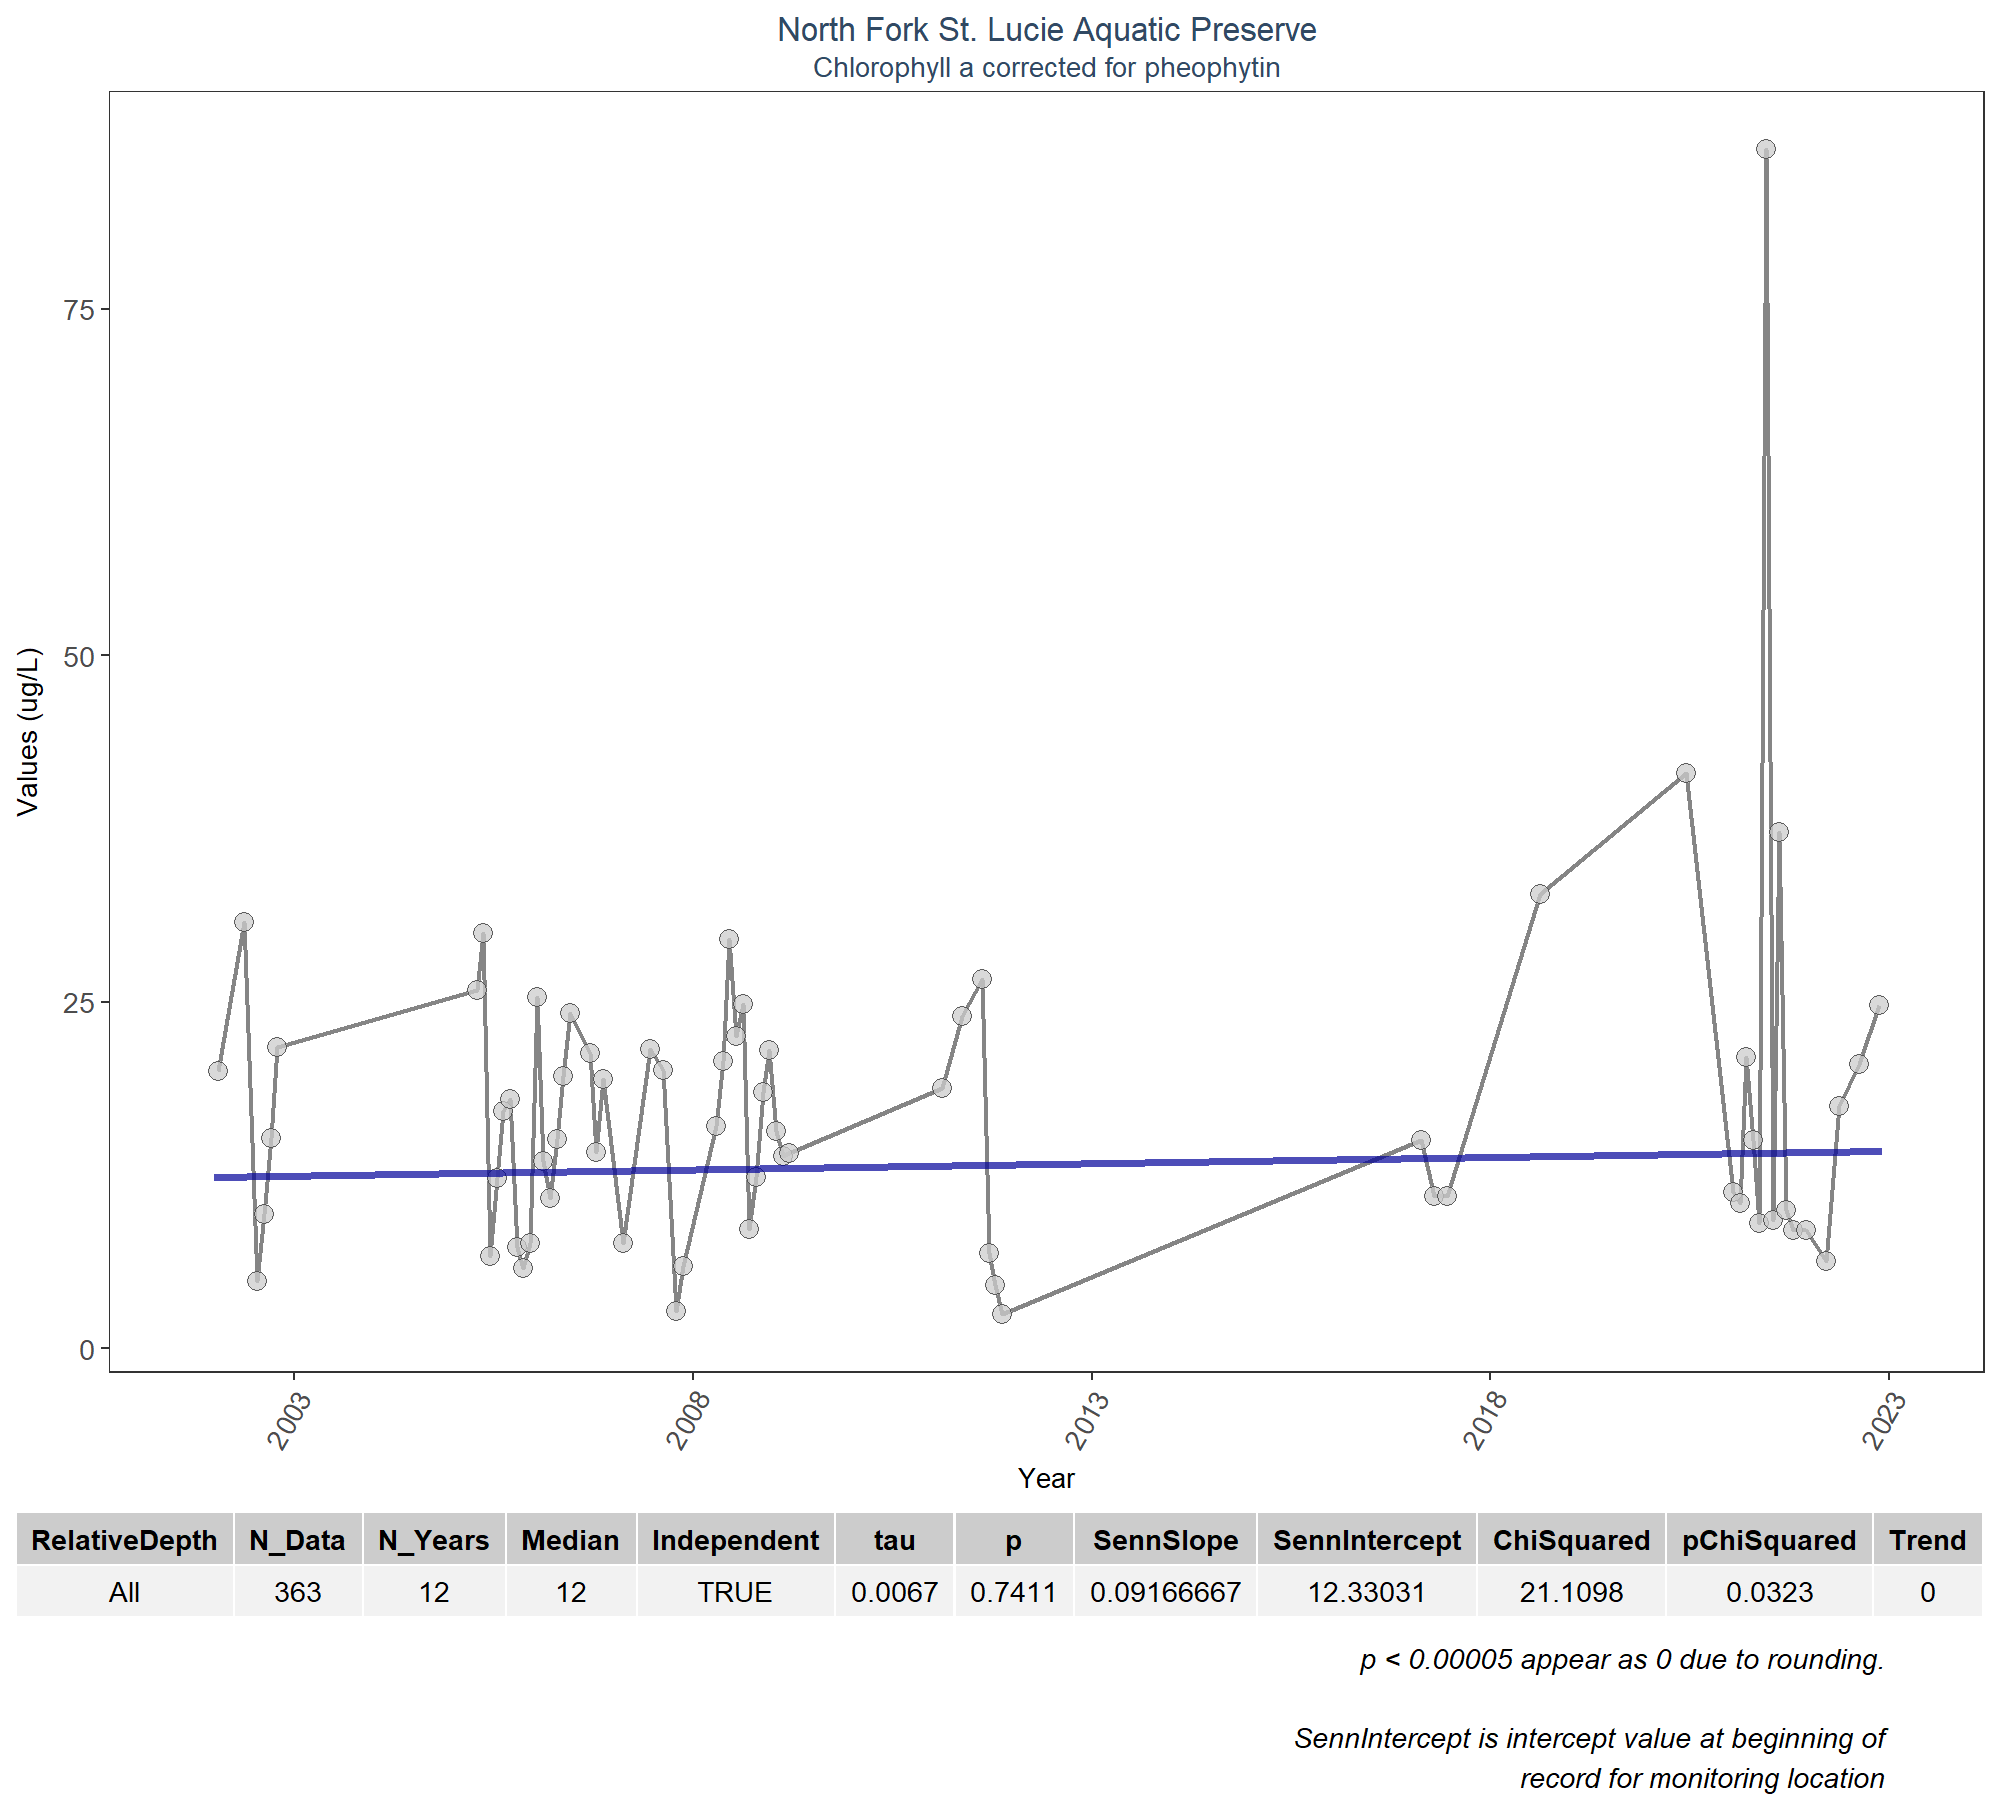 North Fork St. Lucie Aquatic Preserve
Chlorophyll a corrected for pheophytin
Values (ug/L)
75
50
25
0
2003 2008 2013 2018 2023
Year
RelativeDepth N_Data N_Years Median Independent tau p SennSlope SennIntercept ChiSquared pChiSquared Trend
All 363 12 12 TRUE 0.0067 0.7411 0.09166667 12.33031 21.1098 0.0323 0
p < 0.00005 appear as 0 due to rounding.
SennIntercept is intercept value at beginning of
record for monitoring location